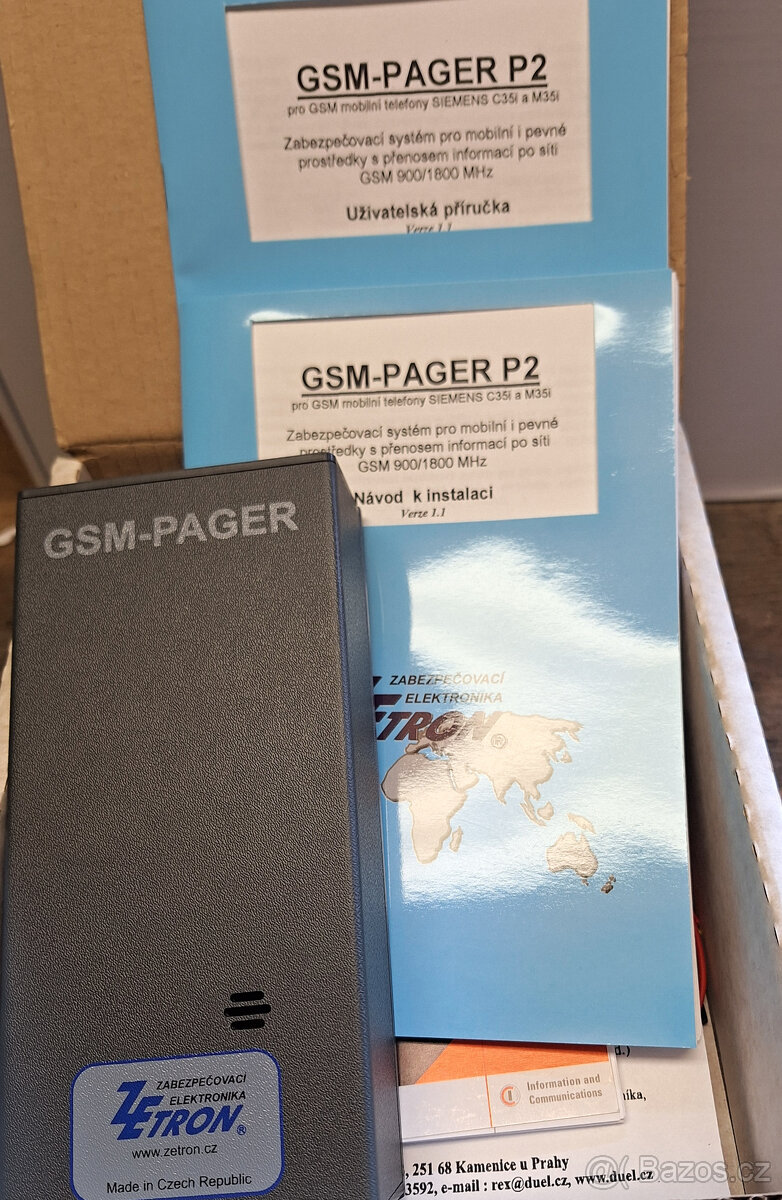 GSM-PAGER P2
pro GSM mobilní telefony SIEMENS C35i a M35i
Zabezpečovací systém pro mobilní i pevné
prostředky s přenosem informací po síti
GSM 900/1800 MHz
Uživatelská příručka
Verze 1.1
GSM-PAGER P2
pro GSM mobilní telefony SIEMENS C35i a M35i
Zabezpečovací systém pro mobilní i pevné
prostředky s přenosem informací po síti
GSM 900/1800 MHz
Návod k instalaci
Verze 1.1
GSM-PAGER
ZABEZPEČOVACÍ
ELEKTRONIKA
ZETRON®
ZABEZPEČOVACÍ
ELEKTRONIKA
ZETRON®
www.zetron.cz
Made in Czech Republic
d.)
Information and
Communications
níka,
, 251 68 Kamenice u Prahy
3592, e-mail : rex@duel.cz, www.duel.cz
Bazos.cz